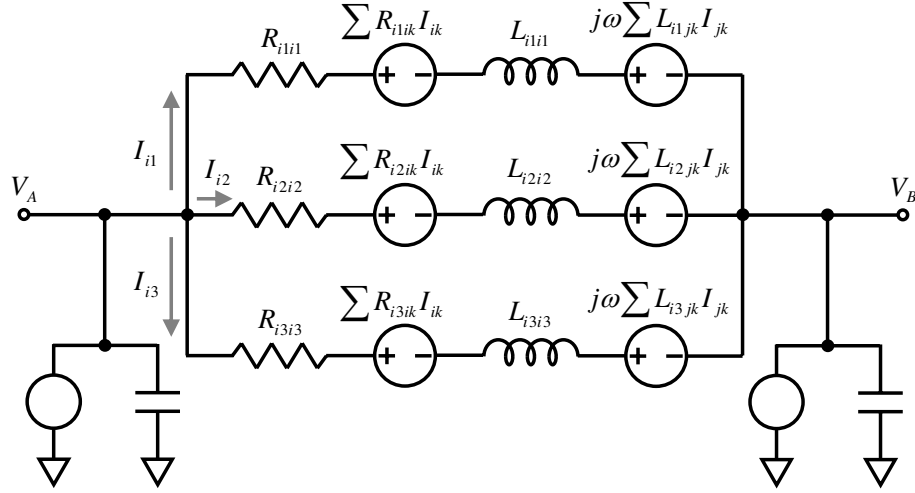 R_{i1i1} ∑ R_{i1ik} I_{ik} L_{i1i1} jω∑ L_{i1jk} I_{jk}
+ − + −
I_{i1}
I_{i2} R_{i2i2} ∑ R_{i2ik} I_{ik} L_{i2i2} jω∑ L_{i2jk} I_{jk}
V_A + − + − V_B
I_{i3}
R_{i3i3} ∑ R_{i3ik} I_{ik} L_{i3i3} jω∑ L_{i3jk} I_{jk}
+ − + −